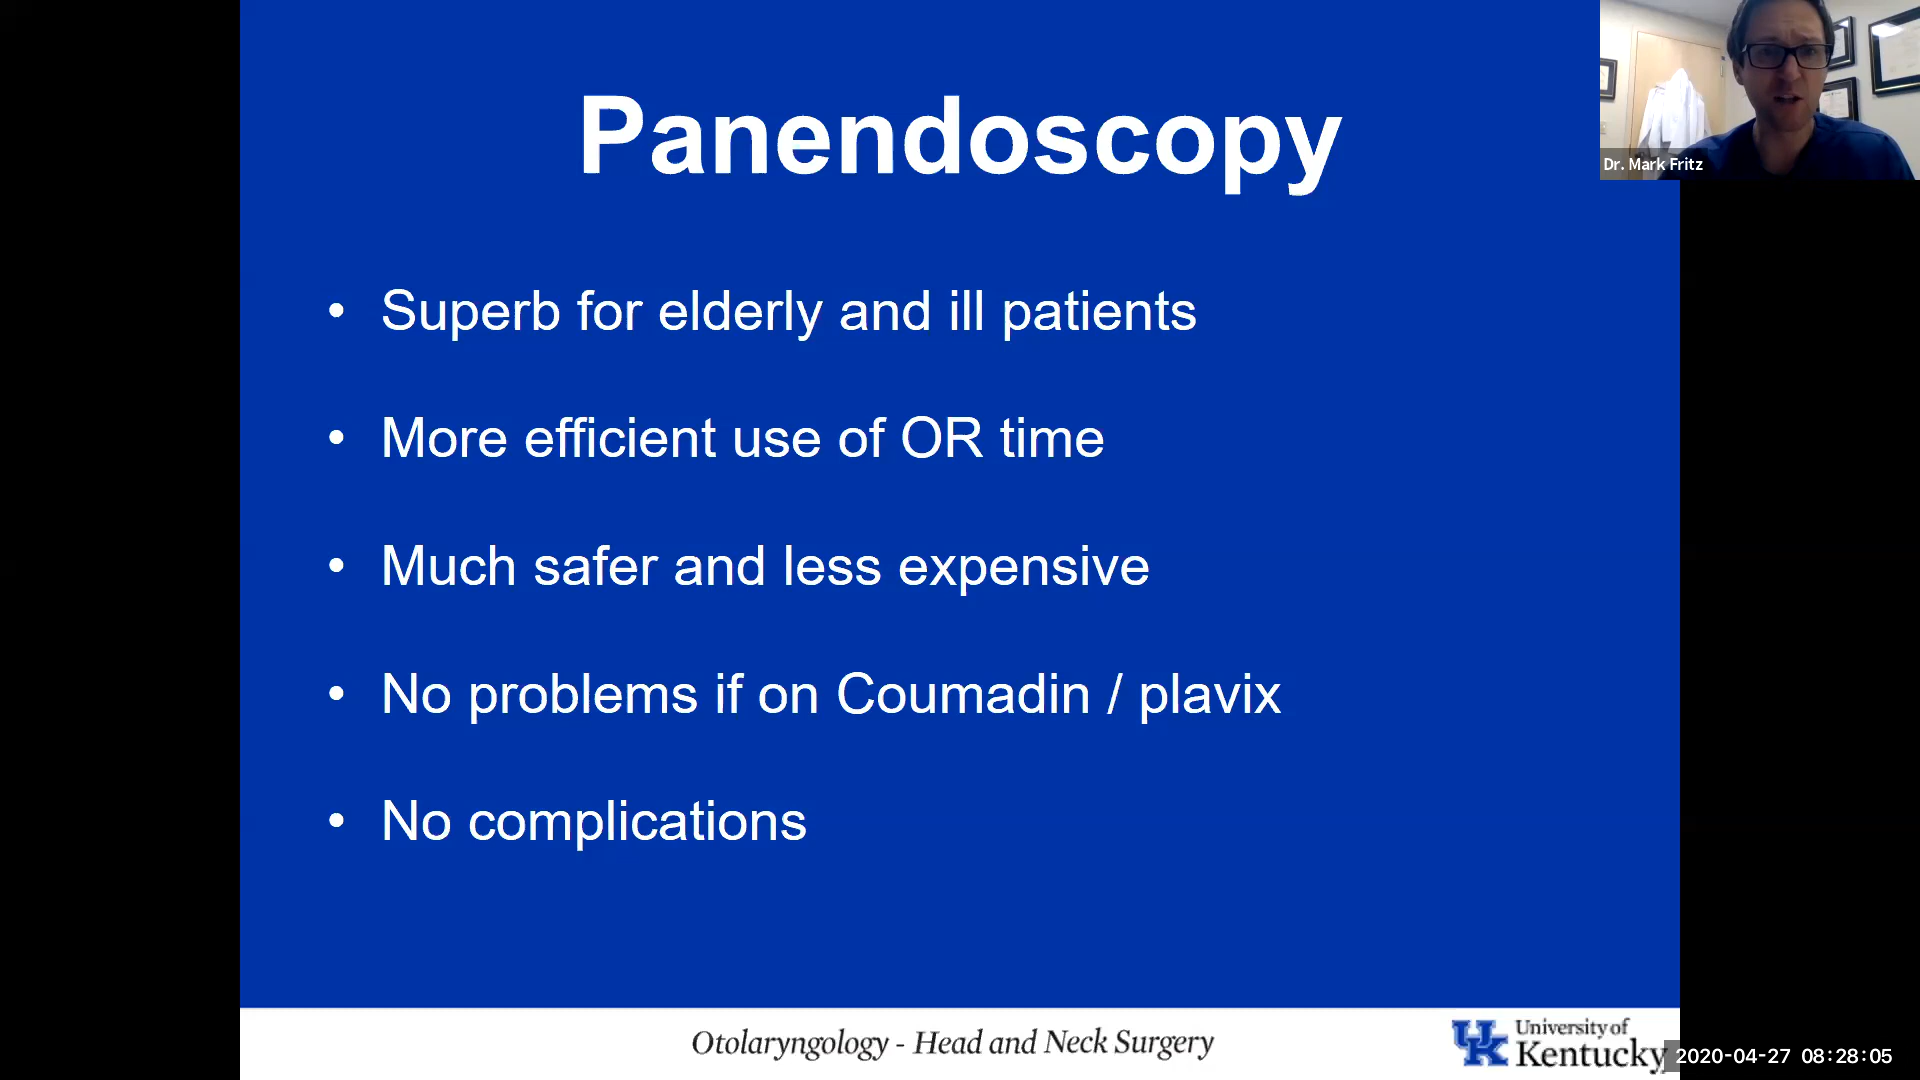 Panendoscopy
Dr. Mark Fritz
• Superb for elderly and ill patients
• More efficient use of OR time
• Much safer and less expensive
• No problems if on Coumadin / plavix
• No complications
Otolaryngology - Head and Neck Surgery
UK
University of
Kentucky
2020-04-27 08:28:05